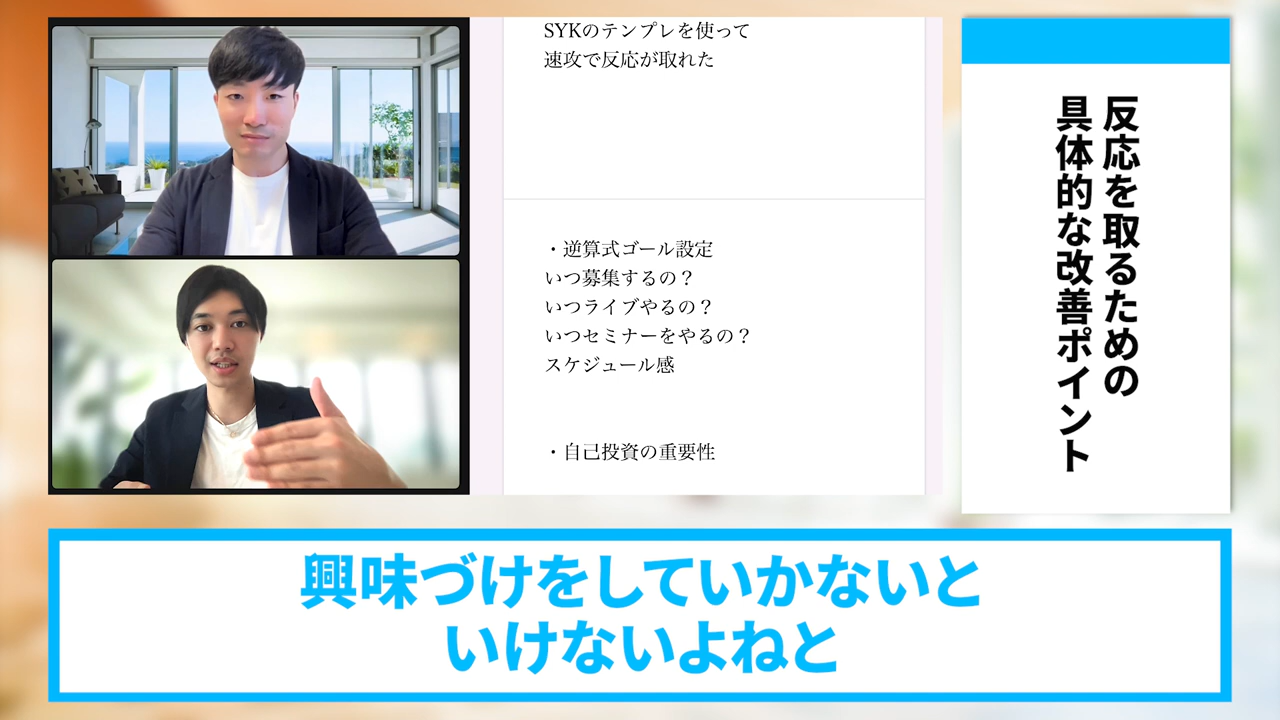 SYKのテンプレを使って
速攻で反応が取れた
・逆算式ゴール設定
いつ募集するの？
いつライブやるの？
いつセミナーをやるの？
スケジュール感
・自己投資の重要性
反応を取るための
具体的な改善ポイント
興味づけをしていかないと
いけないよねと